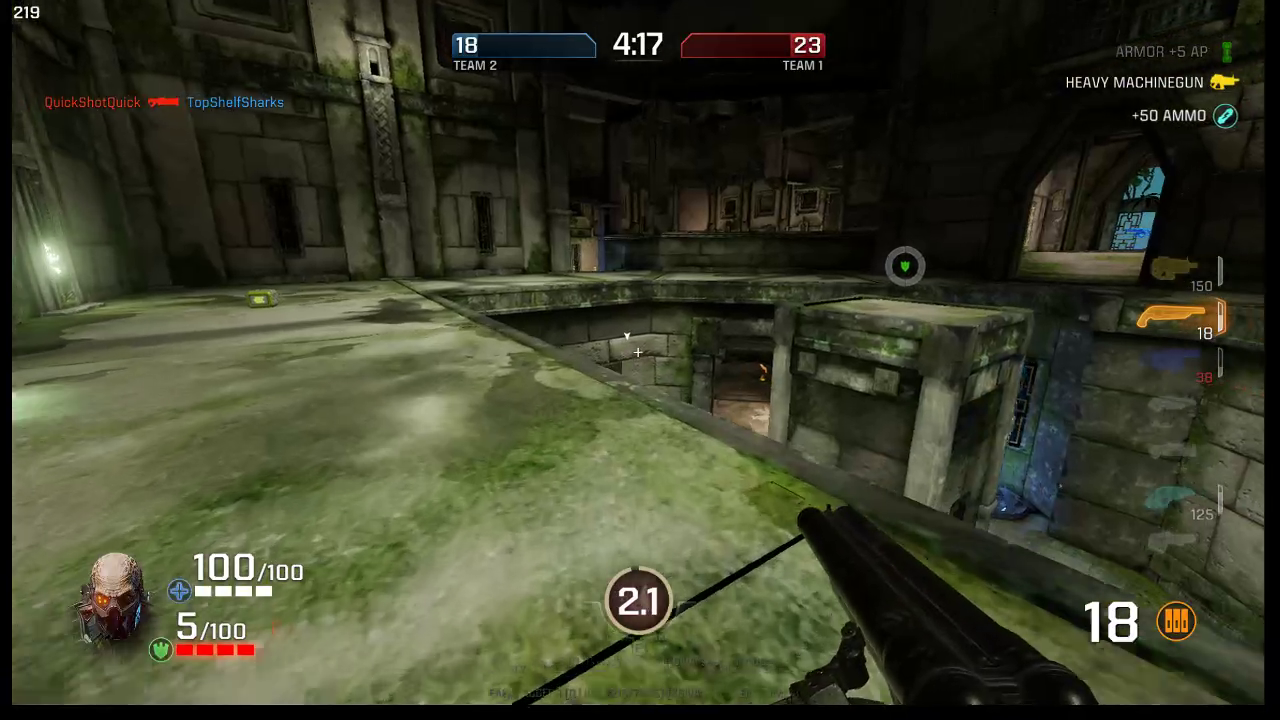 219
18 4:17 23
TEAM 2 TEAM 1
ARMOR +5 AP
HEAVY MACHINEGUN
QuickShotQuick TopShelfSharks
+50 AMMO
150
18
38
125
100/100
5/100
2.1
18